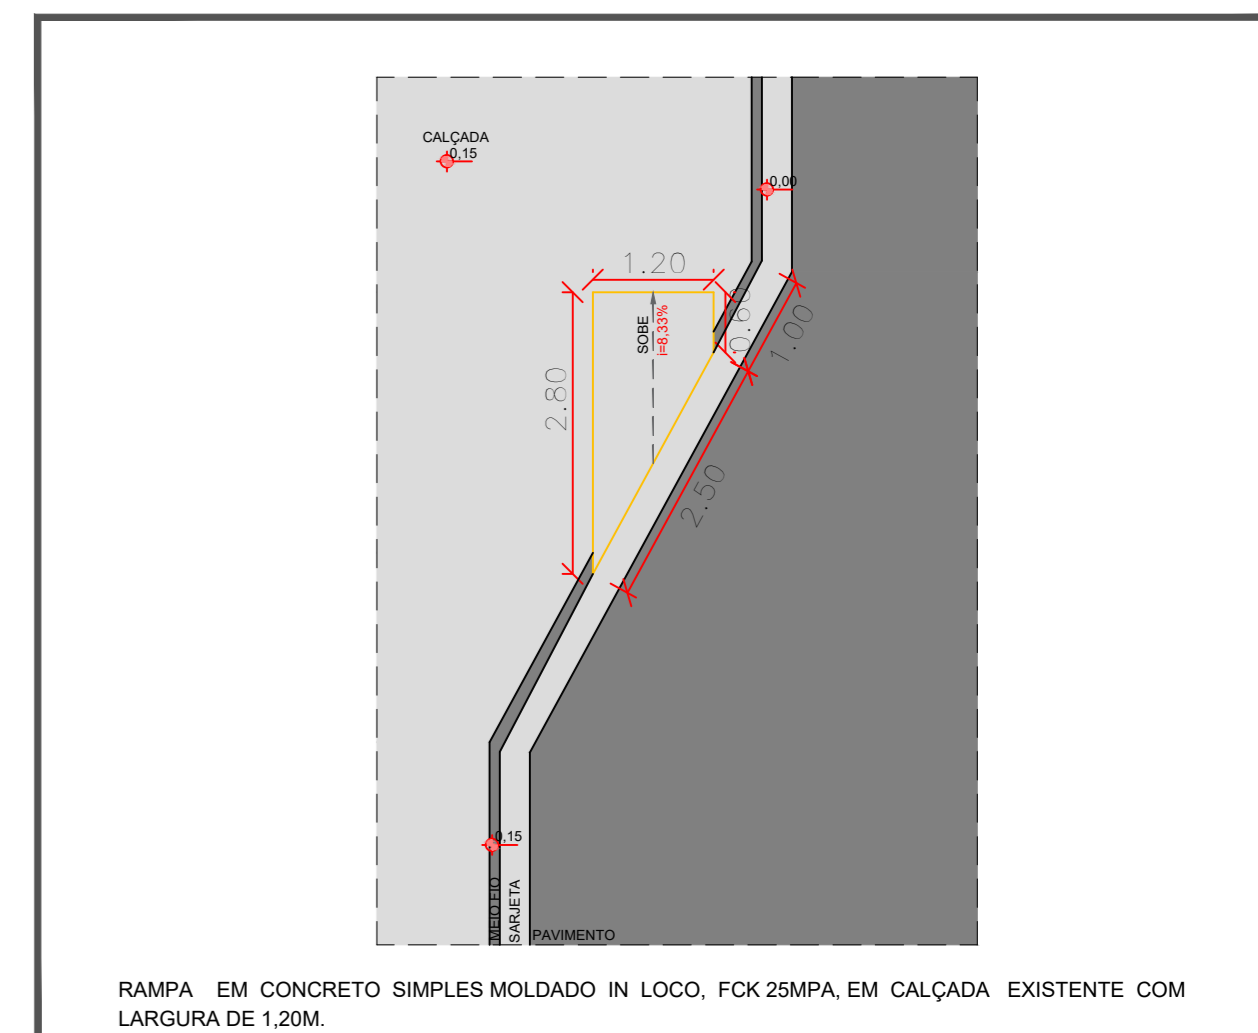 CALÇADA
0,15
0,00
1.20
SOBE
i=8,33%
0.60
1.00
2.80
2.50
0,15
MEIO FIO
SARJETA
PAVIMENTO
RAMPA EM CONCRETO SIMPLES MOLDADO IN LOCO, FCK 25MPA, EM CALÇADA EXISTENTE COM
LARGURA DE 1,20M.